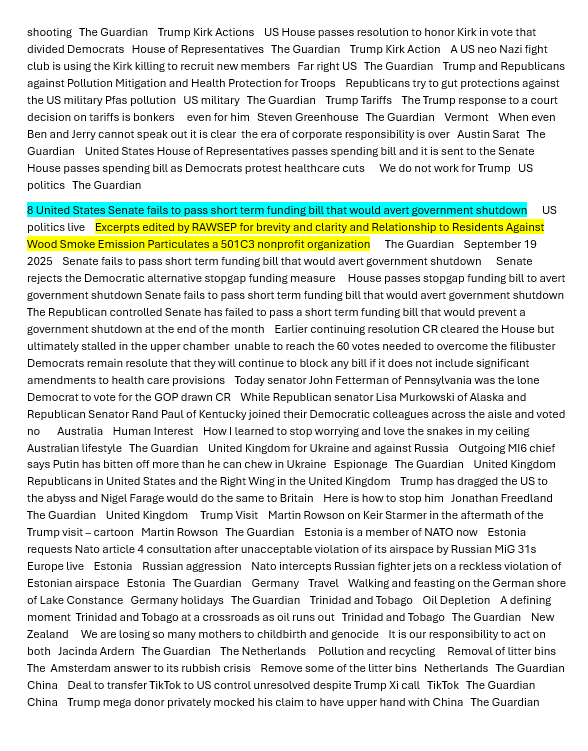 shooting The Guardian Trump Kirk Actions US House passes resolution to honor Kirk in vote that
divided Democrats House of Representatives The Guardian Trump Kirk Action A US neo Nazi fight
club is using the Kirk killing to recruit new members Far right US The Guardian Trump and Republicans
against Pollution Mitigation and Health Protection for Troops Republicans try to gut protections against
the US military Pfas pollution US military The Guardian Trump Tariffs The Trump response to a court
decision on tariffs is bonkers even for him Steven Greenhouse The Guardian Vermont When even
Ben and Jerry cannot speak out it is clear the era of corporate responsibility is over Austin Sarat The
Guardian United States House of Representatives passes spending bill and it is sent to the Senate
House passes spending bill as Democrats protest healthcare cuts We do not work for Trump US
politics The Guardian
8 United States Senate fails to pass short term funding bill that would avert government shutdown US
politics live Excerpts edited by RAWSEP for brevity and clarity and Relationship to Residents Against
Wood Smoke Emission Particulates a 501C3 nonprofit organization The Guardian September 19
2025 Senate fails to pass short term funding bill that would avert government shutdown Senate
rejects the Democratic alternative stopgap funding measure House passes stopgap funding bill to avert
government shutdown Senate fails to pass short term funding bill that would avert government shutdown
The Republican controlled Senate has failed to pass a short term funding bill that would prevent a
government shutdown at the end of the month Earlier continuing resolution CR cleared the House but
ultimately stalled in the upper chamber unable to reach the 60 votes needed to overcome the filibuster
Democrats remain resolute that they will continue to block any bill if it does not include significant
amendments to health care provisions Today senator John Fetterman of Pennsylvania was the lone
Democrat to vote for the GOP drawn CR While Republican senator Lisa Murkowski of Alaska and
Republican Senator Rand Paul of Kentucky joined their Democratic colleagues across the aisle and voted
no Australia Human Interest How I learned to stop worrying and love the snakes in my ceiling
Australian lifestyle The Guardian United Kingdom for Ukraine and against Russia Outgoing MI6 chief
says Putin has bitten off more than he can chew in Ukraine Espionage The Guardian United Kingdom
Republicans in United States and the Right Wing in the United Kingdom Trump has dragged the US to
the abyss and Nigel Farage would do the same to Britain Here is how to stop him Jonathan Freedland
The Guardian United Kingdom Trump Visit Martin Rowson on Keir Starmer in the aftermath of the
Trump visit – cartoon Martin Rowson The Guardian Estonia is a member of NATO now Estonia
requests Nato article 4 consultation after unacceptable violation of its airspace by Russian MiG 31s
Europe live Estonia Russian aggression Nato intercepts Russian fighter jets on a reckless violation of
Estonian airspace Estonia The Guardian Germany Travel Walking and feasting on the German shore
of Lake Constance Germany holidays The Guardian Trinidad and Tobago Oil Depletion A defining
moment Trinidad and Tobago at a crossroads as oil runs out Trinidad and Tobago The Guardian New
Zealand We are losing so many mothers to childbirth and genocide It is our responsibility to act on
both Jacinda Ardern The Guardian The Netherlands Pollution and recycling Removal of litter bins
The Amsterdam answer to its rubbish crisis Remove some of the litter bins Netherlands The Guardian
China Deal to transfer TikTok to US control unresolved despite Trump Xi call TikTok The Guardian
China Trump mega donor privately mocked his claim to have upper hand with China The Guardian